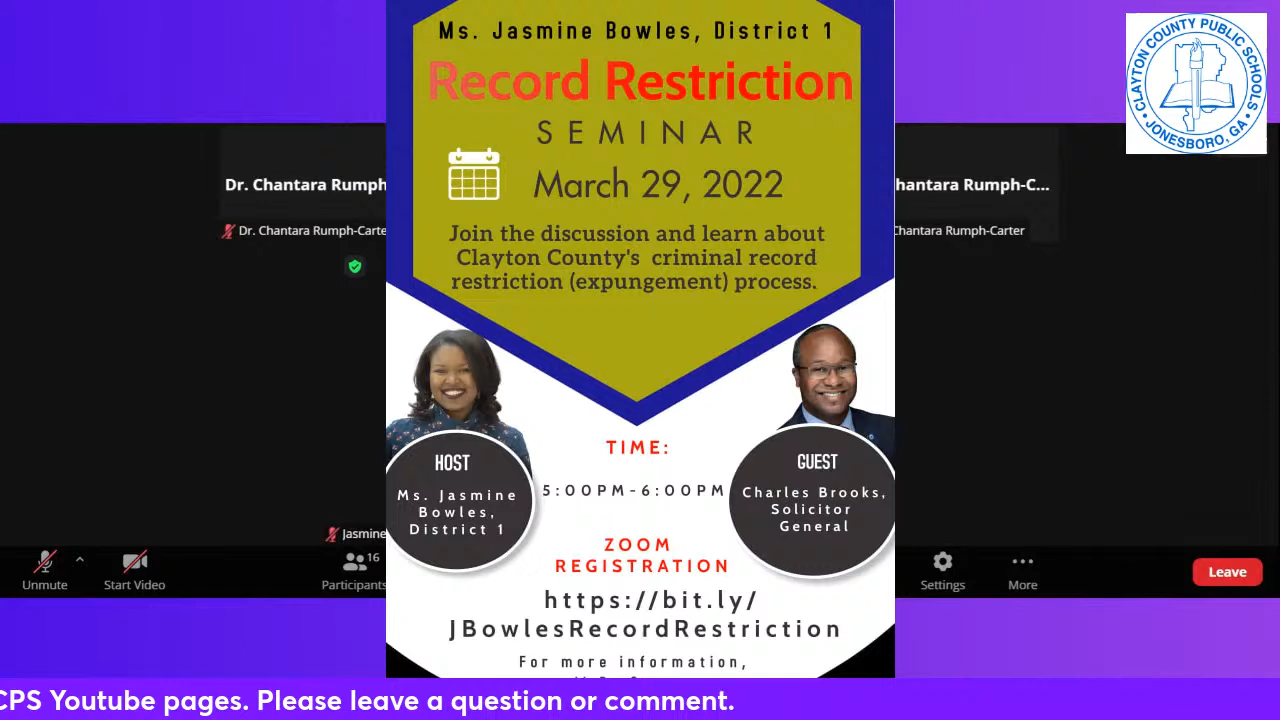 Ms. Jasmine Bowles, District 1
Record Restriction
SEMINAR
March 29, 2022
Join the discussion and learn about
Clayton County's criminal record
restriction (expungement) process.
HOST
Ms. Jasmine
Bowles,
District 1
TIME:
5:00PM-6:00PM
GUEST
Charles Brooks,
Solicitor
General
ZOOM
REGISTRATION
https://bit.ly/
JBowlesRecordRestriction
For more information,
CLAYTON COUNTY PUBLIC SCHOOLS
JONESBORO, GA
Dr. Chantara Rumph
Dr. Chantara Rumph-Carte
hantara Rumph-C...
Chantara Rumph-Carter
Jasmine
Unmute
Start Video
16
Participants
Settings
More
Leave
CPS Youtube pages. Please leave a question or comment.